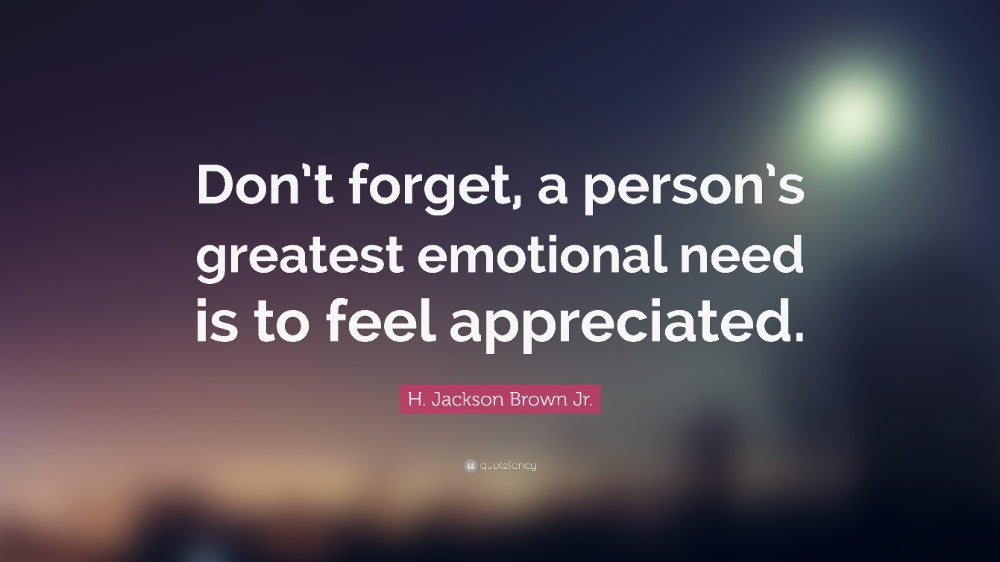 Don’t forget, a person’s
greatest emotional need
is to feel appreciated.
H. Jackson Brown Jr.
quotefancy